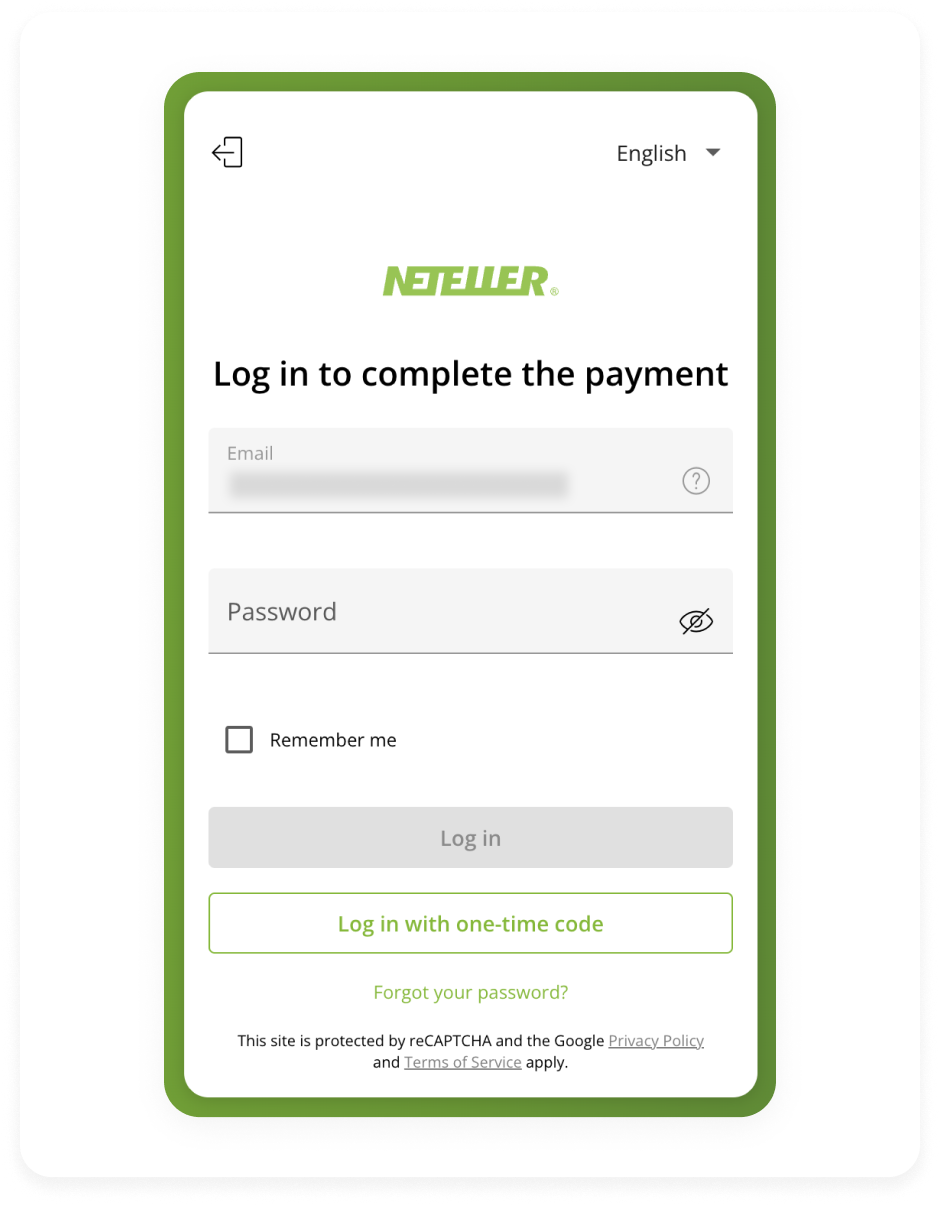 English
NETELLER®
Log in to complete the payment
Email
?
Password
Remember me
Log in
Log in with one-time code
Forgot your password?
This site is protected by reCAPTCHA and the Google Privacy Policy
and Terms of Service apply.